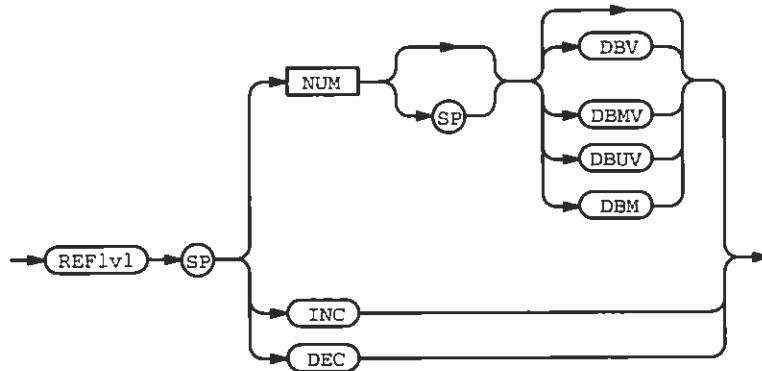 DBV
NUM
SP
DBMV
DBUV
DBM
REFlvl
SP
INC
DEC